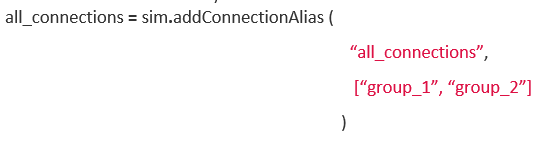 all_connections = sim.addConnectionAlias (
“all_connections”,
[“group_1”, “group_2”]
)